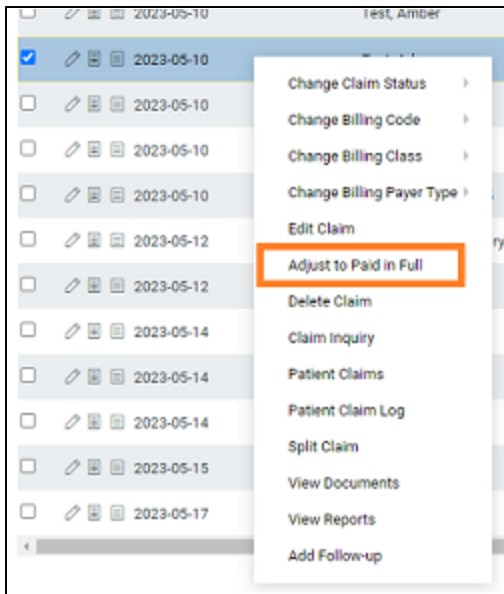 2023-05-10 Test, Amber
2023-05-10
Change Claim Status
2023-05-10
Change Billing Code
2023-05-10
Change Billing Class
2023-05-10
Change Billing Payer Type
Edit Claim
2023-05-12
ry
Adjust to Paid in Full
2023-05-12
Delete Claim
2023-05-14
Claim Inquiry
2023-05-14
Patient Claims
2023-05-14
Patient Claim Log
Split Claim
2023-05-15
View Documents
2023-05-17
View Reports
Add Follow-up